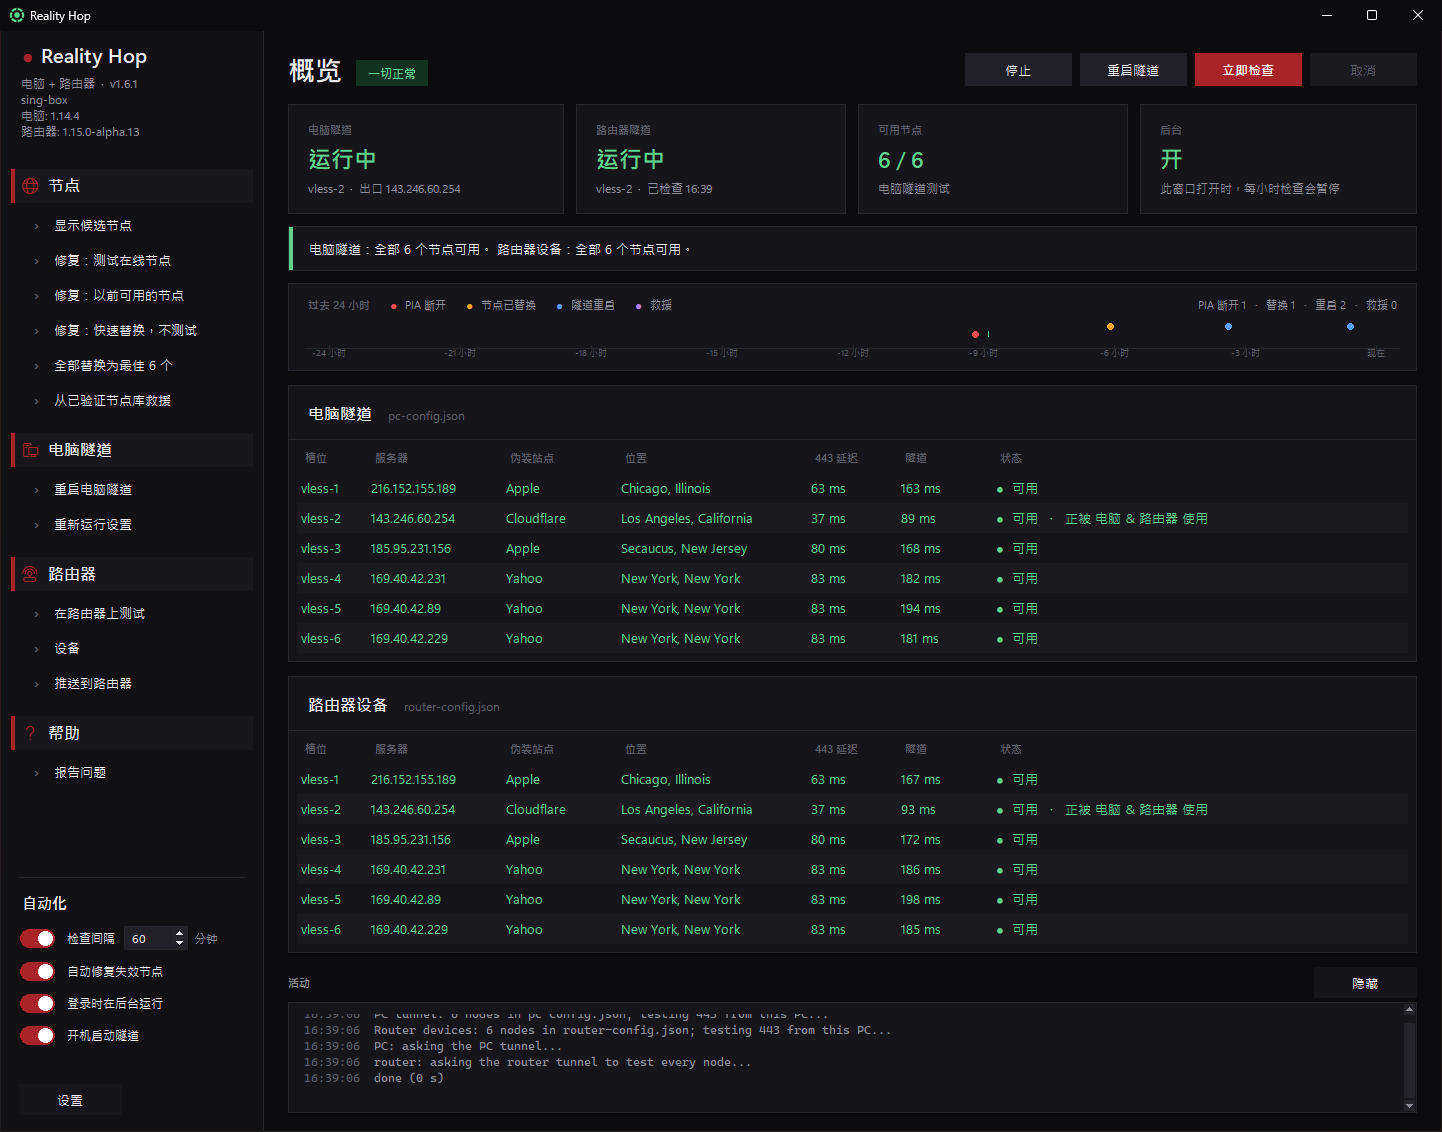 Reality Hop
Reality Hop
电脑 + 路由器 · v1.6.1
sing-box
电脑: 1.14.4
路由器: 1.15.0-alpha.13
节点
显示候选节点
修复：测试在线节点
修复：以前可用的节点
修复：快速替换，不测试
全部替换为最佳 6 个
从已验证节点库救援
电脑隧道
重启电脑隧道
重新运行设置
路由器
在路由器上测试
设备
推送到路由器
帮助
报告问题
自动化
检查间隔 60 分钟
自动修复失效节点
登录时在后台运行
开机启动隧道
设置
概览 一切正常
停止 重启隧道 立即检查 取消
电脑隧道
运行中
vless-2 · 出口 143.246.60.254
路由器隧道
运行中
vless-2 · 已检查 16:39
可用节点
6 / 6
电脑隧道测试
后台
开
此窗口打开时，每小时检查会暂停
电脑隧道：全部 6 个节点可用。 路由器设备：全部 6 个节点可用。
过去 24 小时 PIA 断开 节点已替换 隧道重启 救援 PIA 断开 1 · 替换 1 · 重启 2 · 救援 0
-24 小时 -21 小时 -18 小时 -15 小时 -12 小时 -9 小时 -6 小时 -3 小时 现在
电脑隧道 pc-config.json
槽位 服务器 伪装站点 位置 443 延迟 隧道 状态
vless-1 216.152.155.189 Apple Chicago, Illinois 63 ms 163 ms 可用
vless-2 143.246.60.254 Cloudflare Los Angeles, California 37 ms 89 ms 可用 · 正被 电脑 & 路由器 使用
vless-3 185.95.231.156 Apple Secaucus, New Jersey 80 ms 168 ms 可用
vless-4 169.40.42.231 Yahoo New York, New York 83 ms 182 ms 可用
vless-5 169.40.42.89 Yahoo New York, New York 83 ms 194 ms 可用
vless-6 169.40.42.229 Yahoo New York, New York 83 ms 181 ms 可用
路由器设备 router-config.json
槽位 服务器 伪装站点 位置 443 延迟 隧道 状态
vless-1 216.152.155.189 Apple Chicago, Illinois 63 ms 167 ms 可用
vless-2 143.246.60.254 Cloudflare Los Angeles, California 37 ms 93 ms 可用 · 正被 电脑 & 路由器 使用
vless-3 185.95.231.156 Apple Secaucus, New Jersey 80 ms 172 ms 可用
vless-4 169.40.42.231 Yahoo New York, New York 83 ms 186 ms 可用
vless-5 169.40.42.89 Yahoo New York, New York 83 ms 198 ms 可用
vless-6 169.40.42.229 Yahoo New York, New York 83 ms 185 ms 可用
活动 隐藏
16:39:06 PC tunnel: 6 nodes in pc-config.json; testing 443 from this PC...
16:39:06 Router devices: 6 nodes in router-config.json; testing 443 from this PC...
16:39:06 PC: asking the PC tunnel...
16:39:06 router: asking the router tunnel to test every node...
16:39:06 done (0 s)